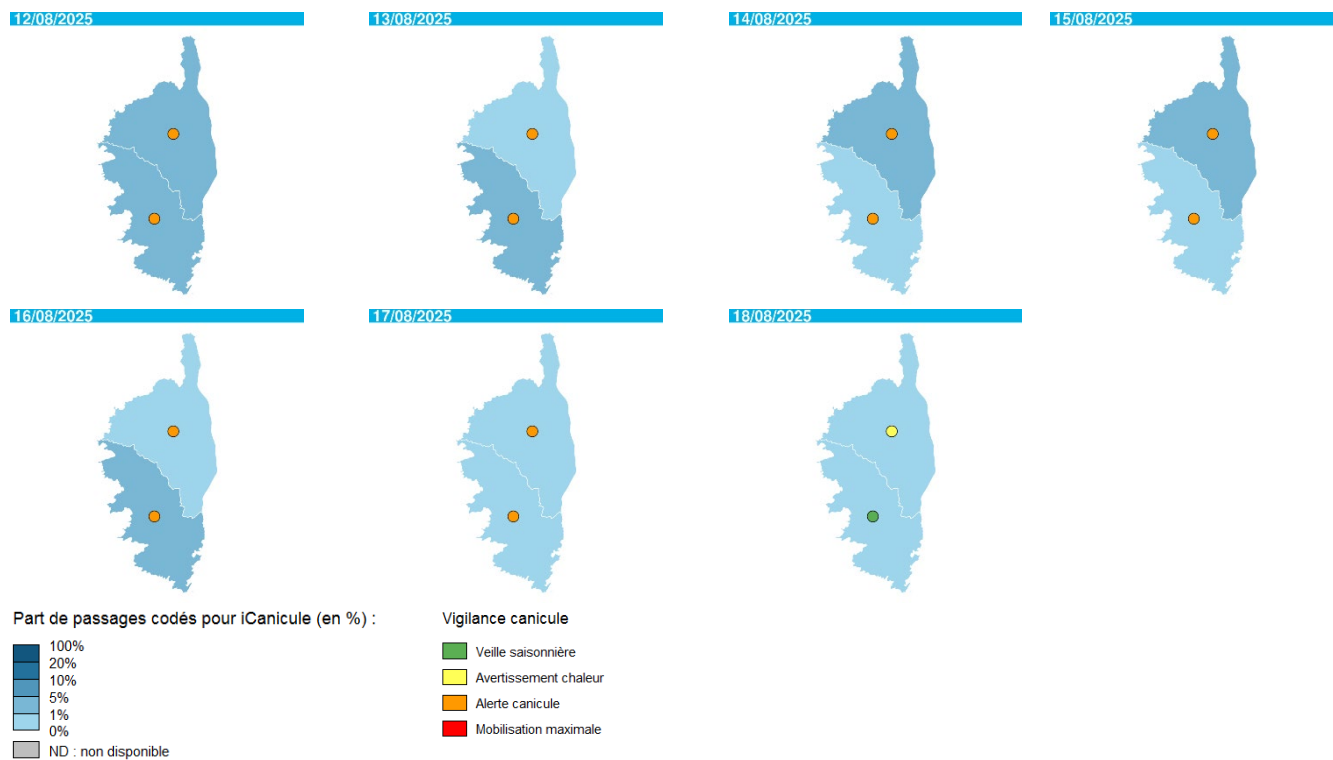 12/08/2025
13/08/2025
14/08/2025
15/08/2025
16/08/2025
17/08/2025
18/08/2025
Part de passages codés pour iCanicule (en %) :
100%
20%
10%
5%
1%
0%
ND : non disponible
Vigilance canicule
Veille saisonnière
Avertissement chaleur
Alerte canicule
Mobilisation maximale